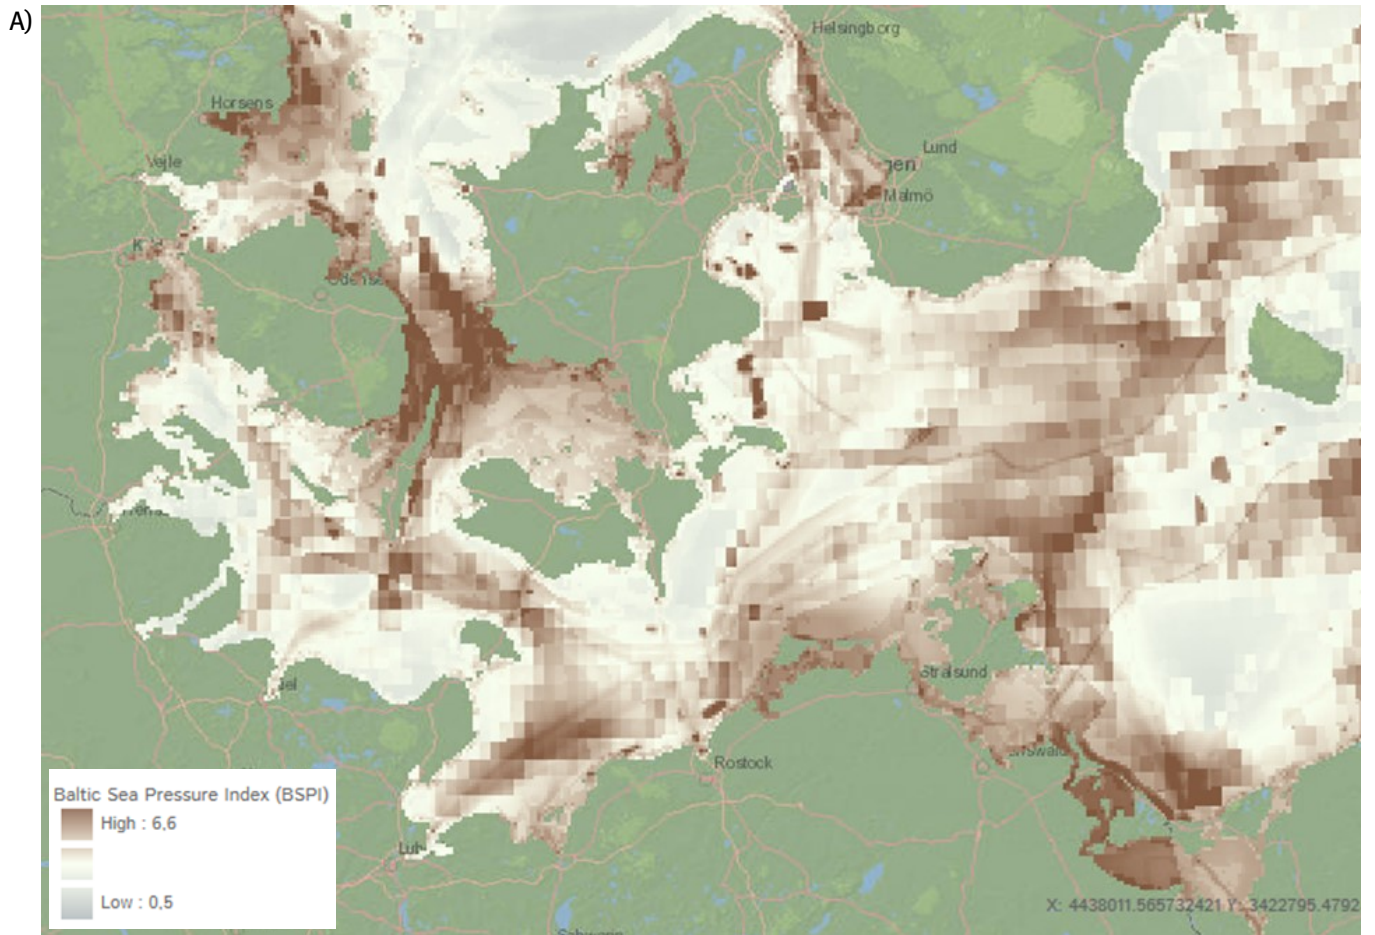 A)
Helsingborg
Horsens
Lund
Vejle
Malmö
Odense
Stralsund
Rostock
Baltic Sea Pressure Index (BSPI)
High : 6,6
Low : 0,5
X: 4438011.565732421 Y: 3422795.4792